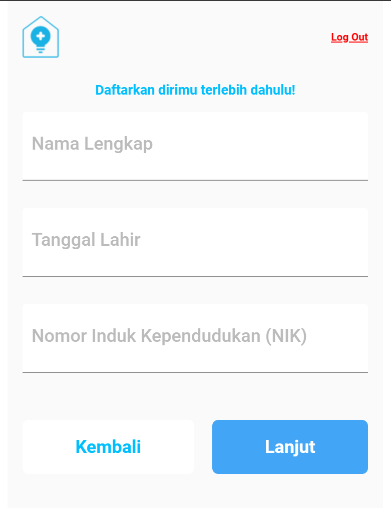 Log Out
Daftarkan dirimu terlebih dahulu!
Nama Lengkap
Tanggal Lahir
Nomor Induk Kependudukan (NIK)
Kembali
Lanjut